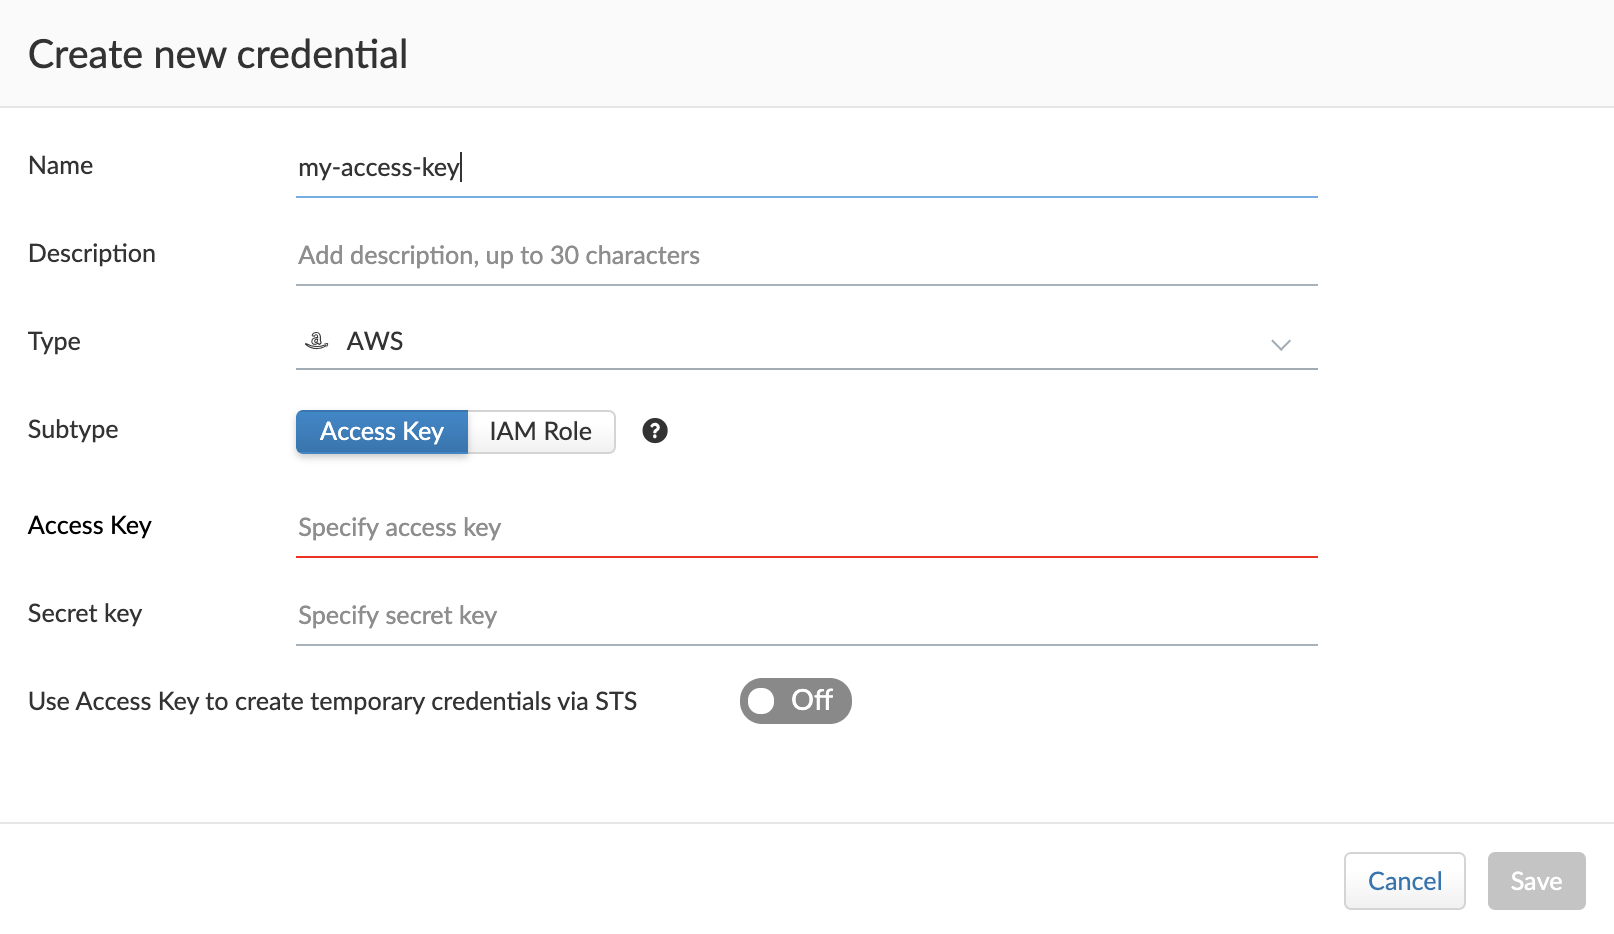 Create new credential
Name my-access-key
Description Add description, up to 30 characters
Type AWS
Subtype Access Key IAM Role ?
Access Key Specify access key
Secret key Specify secret key
Use Access Key to create temporary credentials via STS Off
Cancel Save